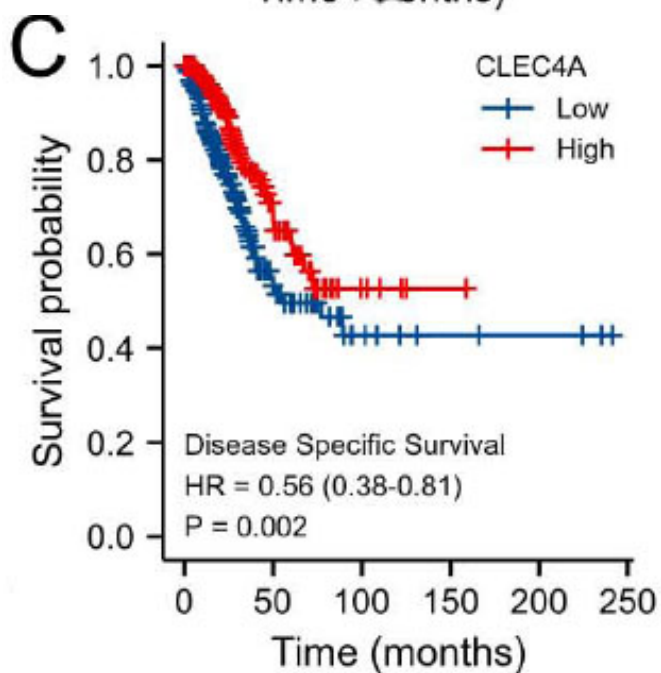 C
CLEC4A
Low
High
Survival probability
1.0
0.8
0.6
0.4
0.2
0.0
Disease Specific Survival
HR = 0.56 (0.38-0.81)
P = 0.002
0 50 100 150 200 250
Time (months)